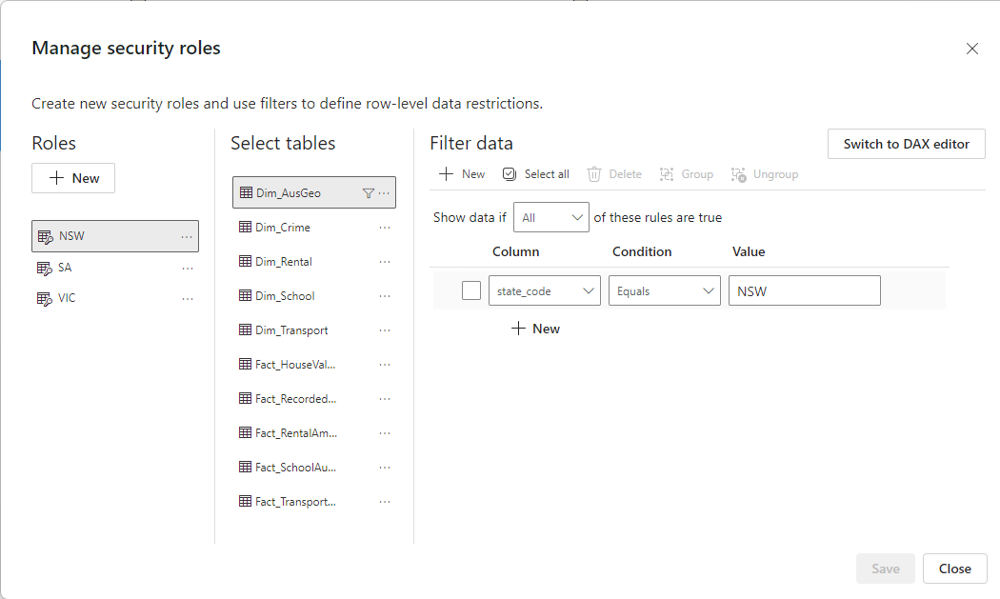 Manage security roles
Create new security roles and use filters to define row-level data restrictions.
Roles
New
NSW
SA
VIC
Select tables
Dim_AusGeo
Dim_Crime
Dim_Rental
Dim_School
Dim_Transport
Fact_HouseVal...
Fact_Recorded...
Fact_RentalAm...
Fact_SchoolAu...
Fact_Transport...
Filter data
Switch to DAX editor
New Select all Delete Group Ungroup
Show data if All of these rules are true
Column Condition Value
state_code Equals NSW
New
Save Close